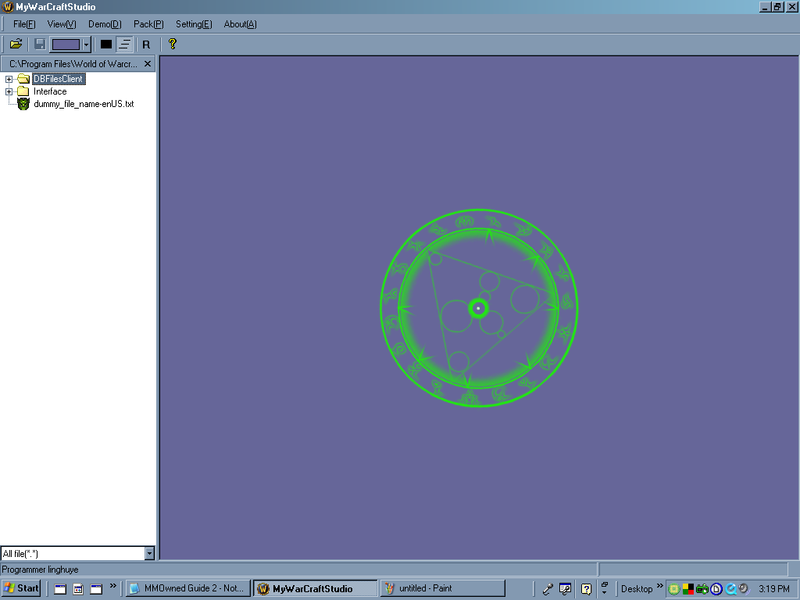 MyWarCraftStudio
File(F) View(V) Demo(D) Pack(P) Setting(E) About(A)
R ?
C:\Program Files\World of Warcr...
DBFilesClient
Interface
dummy_file_name-enUS.txt
All file(*.*)
Programmer linghuye
Start » MMOwned Guide 2 - Not... MyWarCraftStudio untitled - Paint Desktop » 3:19 PM